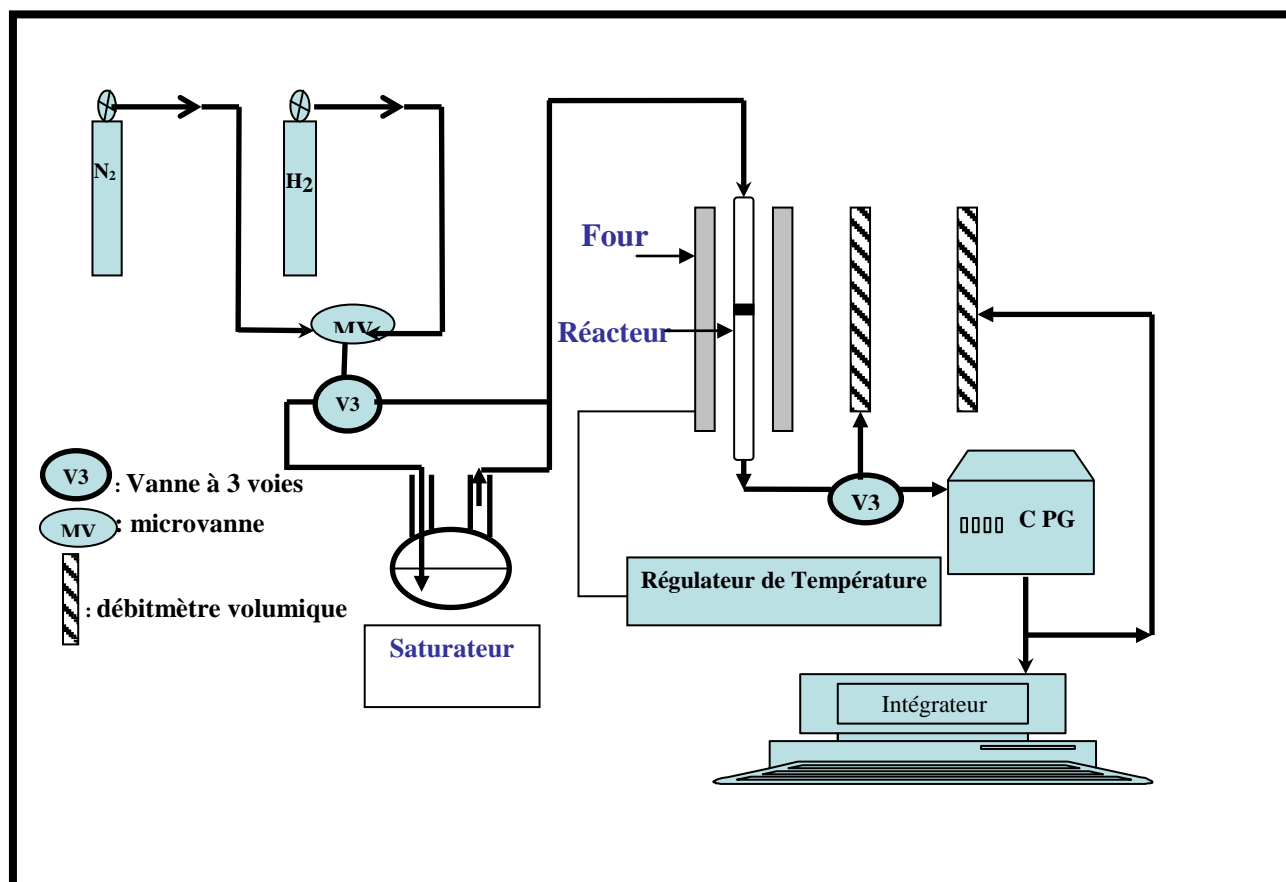 N₂
H2
MV
V3
Four
Réacteur
V3 : Vanne à 3 voies
MV : microvanne
: débitmètre volumique
Saturateur
V3
C PG
Régulateur de Température
Intégrateur